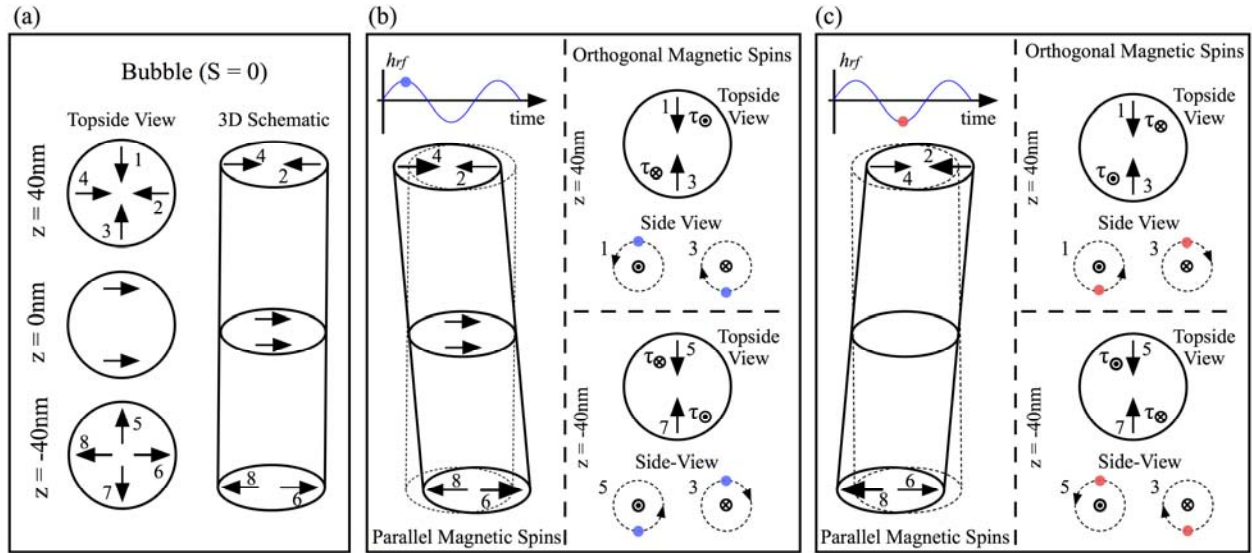 (a)
Bubble (S = 0)
Topside View
3D Schematic
z = 40nm
1
4
2
3
4
2
z = 0nm
z = -40nm
5
8
6
7
8
6
(b)
hrf
time
4
2
8
6
Parallel Magnetic Spins
Orthogonal Magnetic Spins
z = 40nm
Topside
View
1
τ
τ
3
Side View
1
3
z = -40nm
Topside
View
τ
5
7
τ
Side-View
5
3
(c)
hrf
time
2
4
6
8
Parallel Magnetic Spins
Orthogonal Magnetic Spins
z = 40nm
Topside
View
1
τ
τ
3
Side View
1
3
z = -40nm
Topside
View
τ
5
7
τ
Side-View
5
3